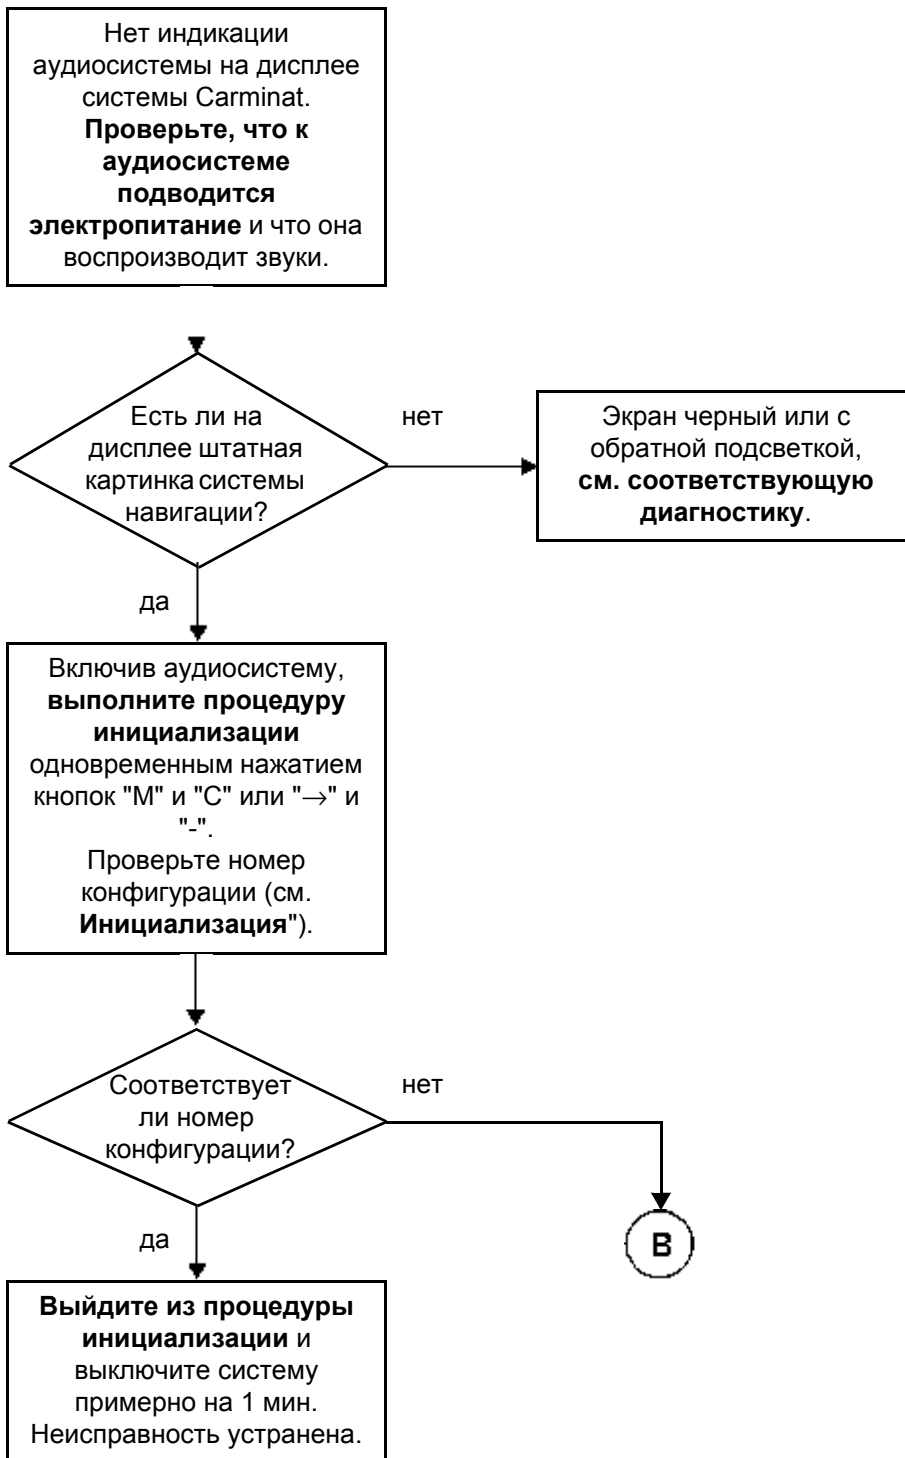 Нет индикации
аудиосистемы на дисплее
системы Carminat.
Проверьте, что к
аудиосистеме
подводится
электропитание и что она
воспроизводит звуки.
Есть ли на
дисплее штатная
картинка системы
навигации?
нет
Экран черный или с
обратной подсветкой,
см. соответствующую
диагностику.
да
Включив аудиосистему,
выполните процедуру
инициализации
одновременным нажатием
кнопок "М" и "С" или "→" и
"-".
Проверьте номер
конфигурации (см.
Инициализация").
Соответствует
ли номер
конфигурации?
нет
B
да
Выйдите из процедуры
инициализации и
выключите систему
примерно на 1 мин.
Неисправность устранена.